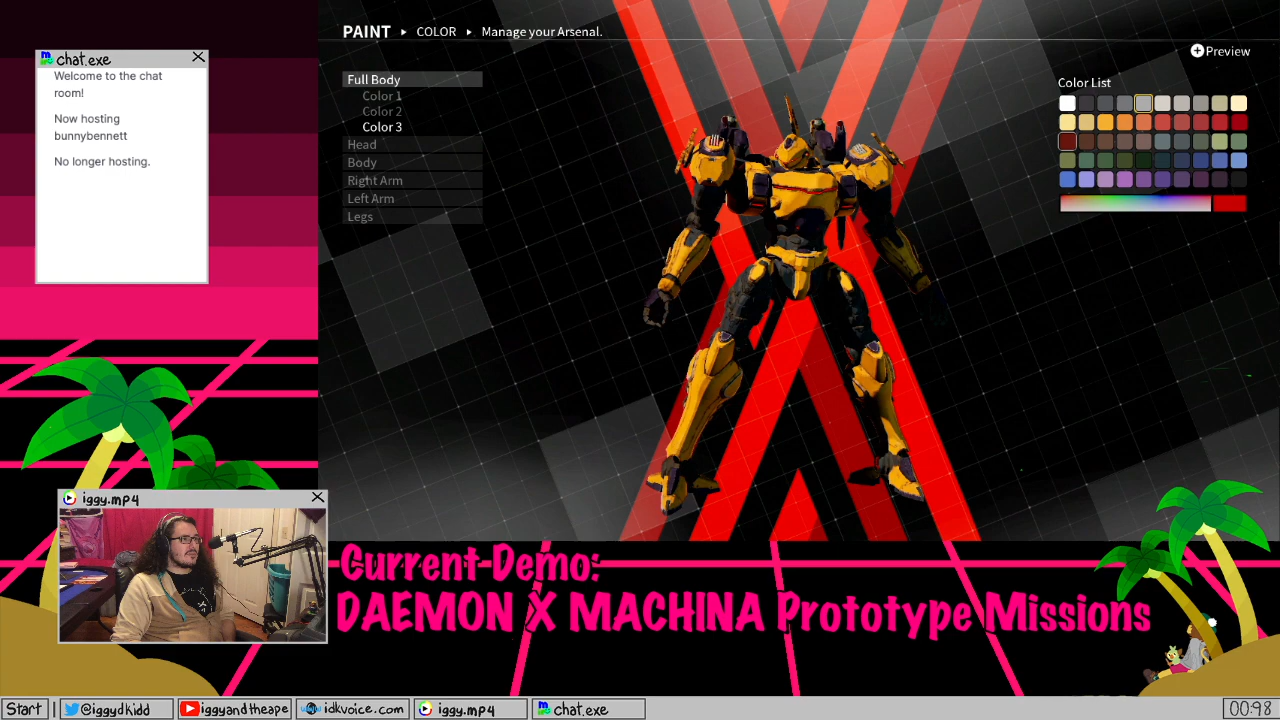 PAINT ▸ COLOR ▸ Manage your Arsenal.
Preview
chat.exe
Welcome to the chat
room!
Now hosting
bunnybennett
No longer hosting.
Full Body
Color 1
Color 2
Color 3
Head
Body
Right Arm
Left Arm
Legs
Color List
iggy.mp4
Current Demo:
DAEMON X MACHINA Prototype Missions
Start | @iggydkidd iggyandtheape idkvoice.com iggy.mp4 chat.exe 00:98